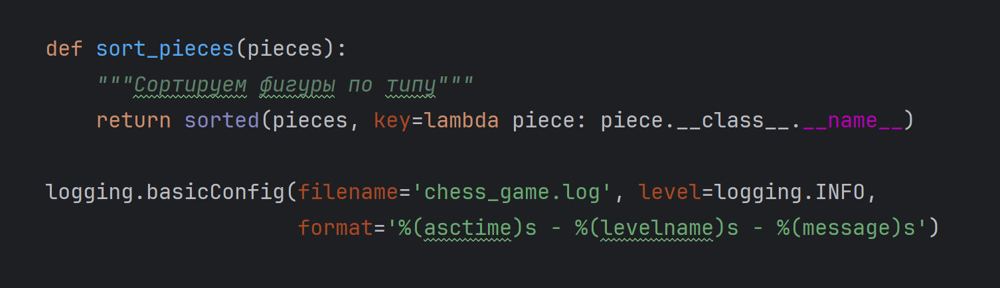 def sort_pieces(pieces):
    """Сортируем фигуры по типу"""
    return sorted(pieces, key=lambda piece: piece.__class__.__name__)

logging.basicConfig(filename='chess_game.log', level=logging.INFO,
                    format='%(asctime)s - %(levelname)s - %(message)s')